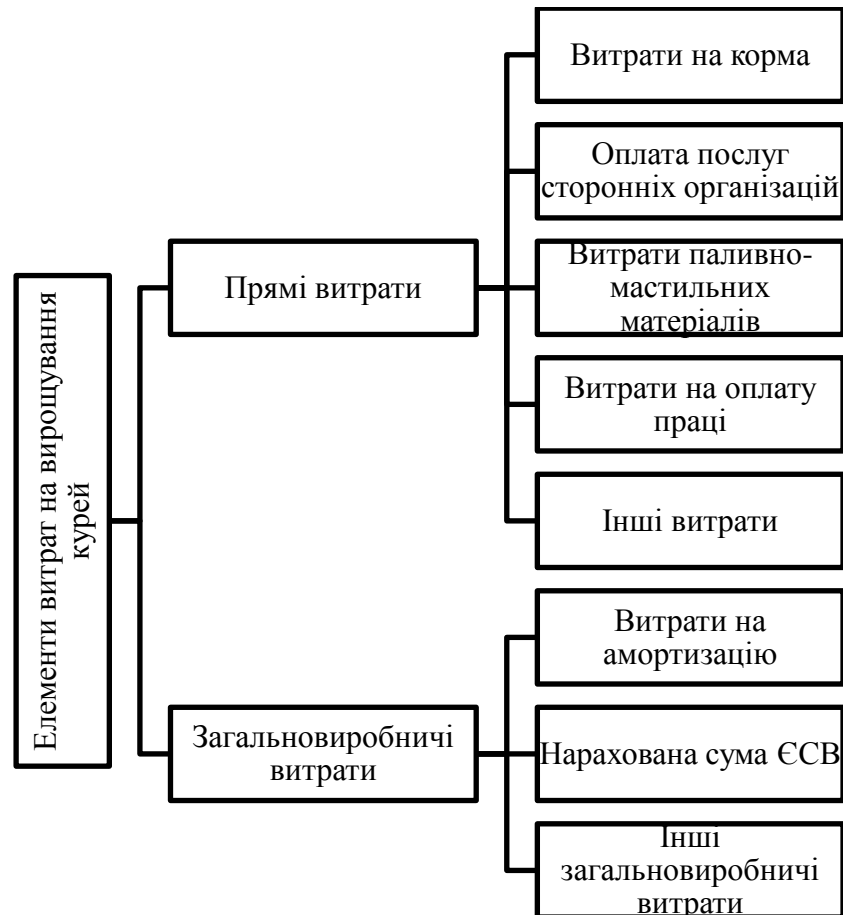 Елементи витрат на вирощування
курей
Прямі витрати
Витрати на корма
Оплата послуг
сторонніх організацій
Витрати паливно-
мастильних
матеріалів
Витрати на оплату
праці
Інші витрати
Загальновиробничі
витрати
Витрати на
амортизацію
Нарахована сума ЄСВ
Інші
загальновиробничі
витрати